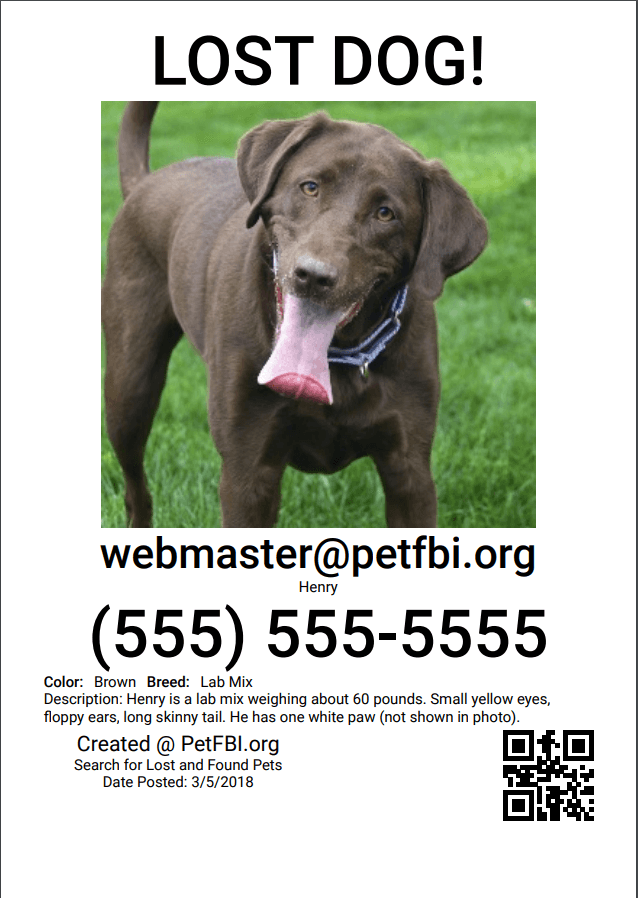 LOST DOG!
webmaster@petfbi.org
Henry
(555) 555-5555
Color: Brown Breed: Lab Mix
Description: Henry is a lab mix weighing about 60 pounds. Small yellow eyes,
floppy ears, long skinny tail. He has one white paw (not shown in photo).
Created @ PetFBI.org
Search for Lost and Found Pets
Date Posted: 3/5/2018